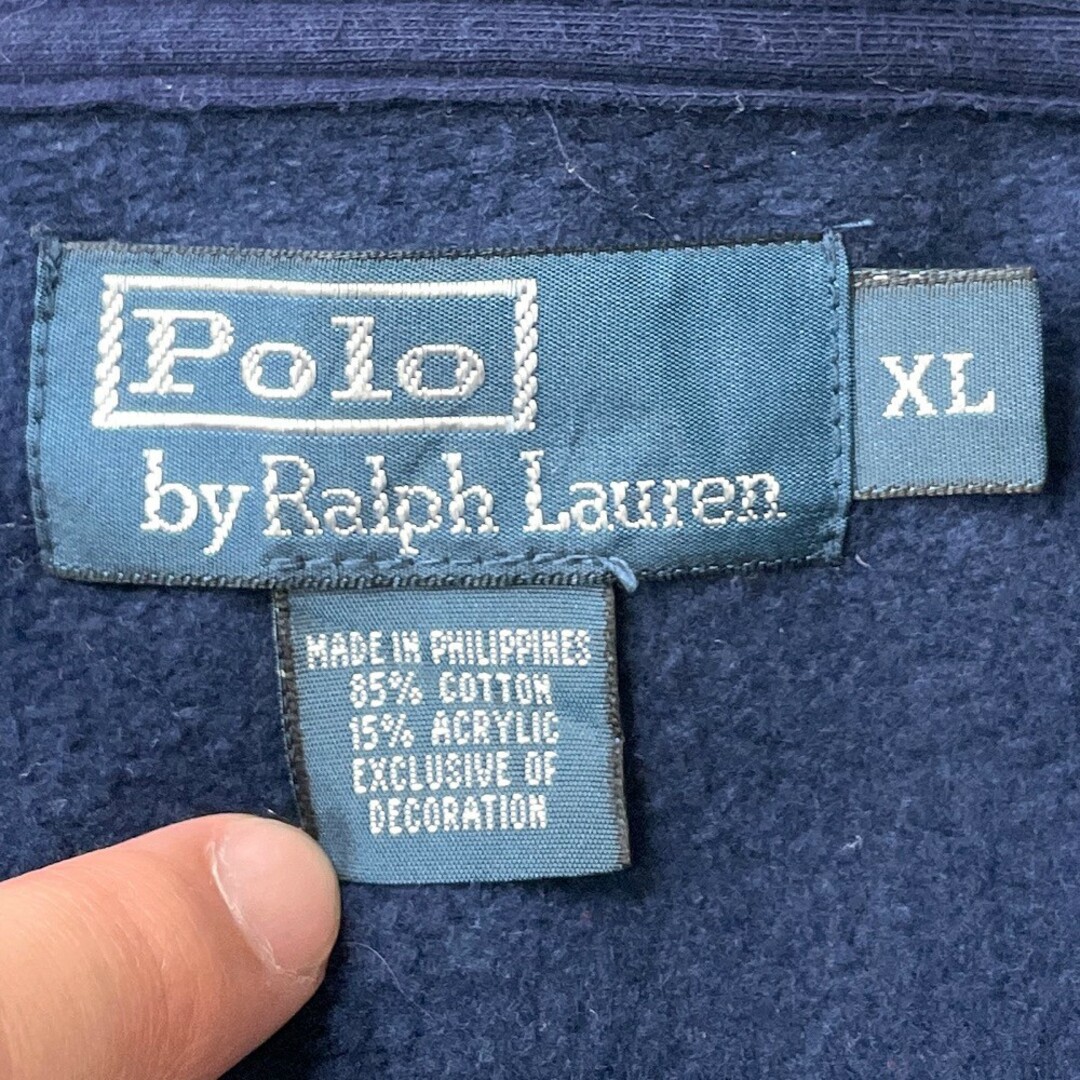 Polo
by Ralph Lauren
XL
MADE IN PHILIPPINES
85% COTTON
15% ACRYLIC
EXCLUSIVE OF
DECORATION